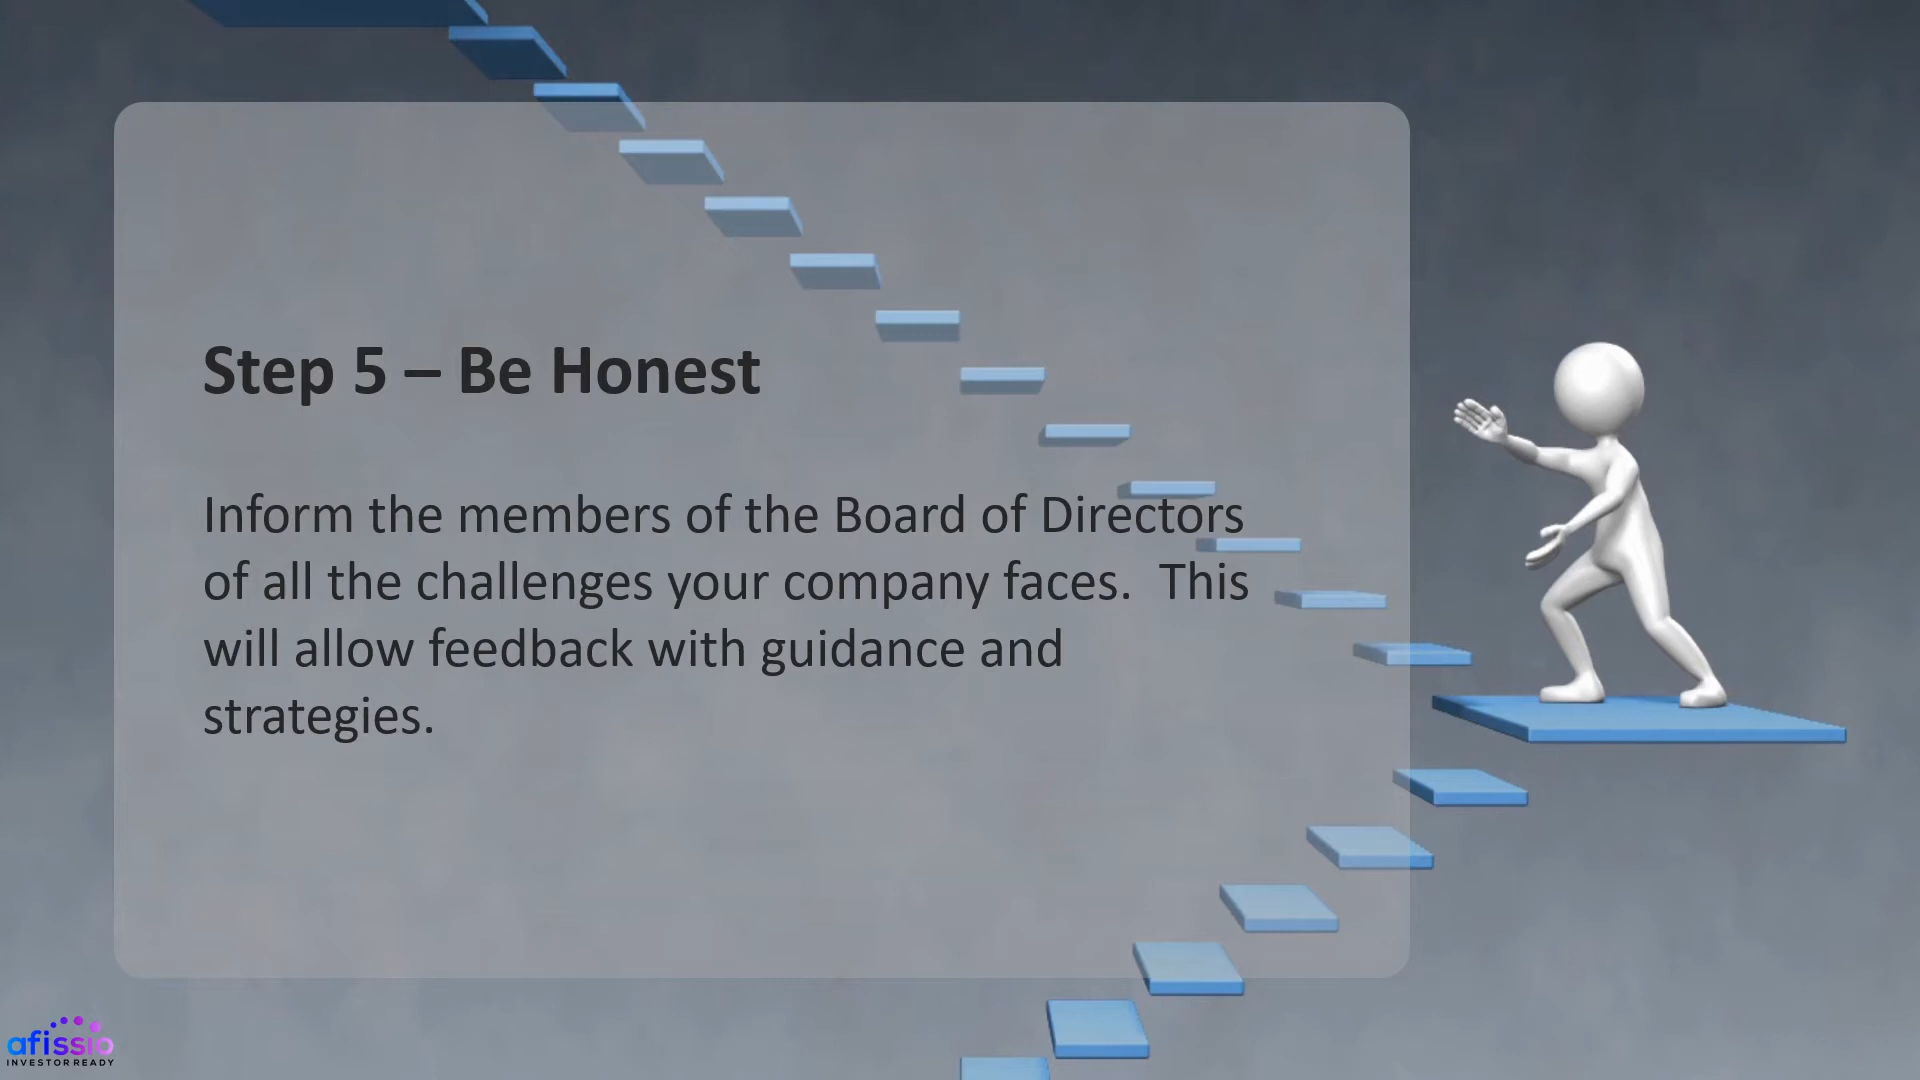 Step 5 – Be Honest
Inform the members of the Board of Directors
of all the challenges your company faces.  This
will allow feedback with guidance and
strategies.
afissio
INVESTOR READY